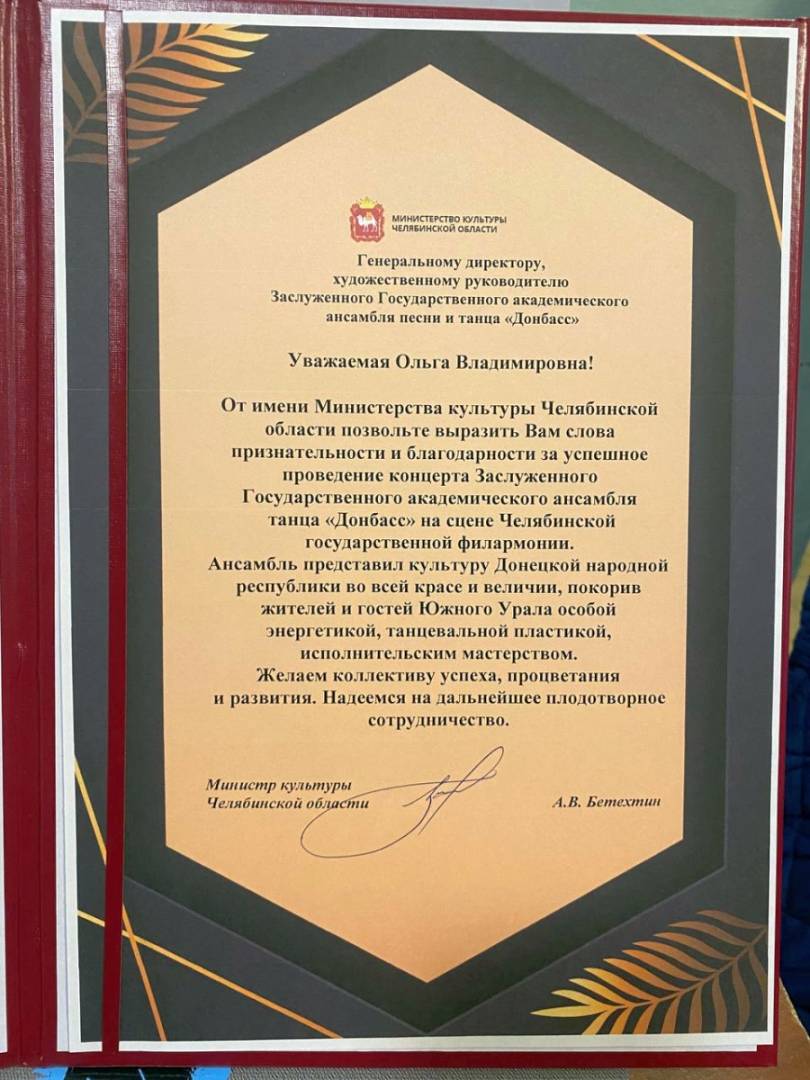 МИНИСТЕРСТВО КУЛЬТУРЫ
ЧЕЛЯБИНСКОЙ ОБЛАСТИ
Генеральному директору,
художественному руководителю
Заслуженного Государственного академического
ансамбля песни и танца «Донбасс»
Уважаемая Ольга Владимировна!
От имени Министерства культуры Челябинской
области позвольте выразить Вам слова
признательности и благодарности за успешное
проведение концерта Заслуженного
Государственного академического ансамбля
танца «Донбасс» на сцене Челябинской
государственной филармонии.
Ансамбль представил культуру Донецкой народной
республики во всей красе и величии, покорив
жителей и гостей Южного Урала особой
энергетикой, танцевальной пластикой,
исполнительским мастерством.
Желаем коллективу успеха, процветания
и развития. Надеемся на дальнейшее плодотворное
сотрудничество.
Министр культуры
Челябинской области
А.В. Бетехтин